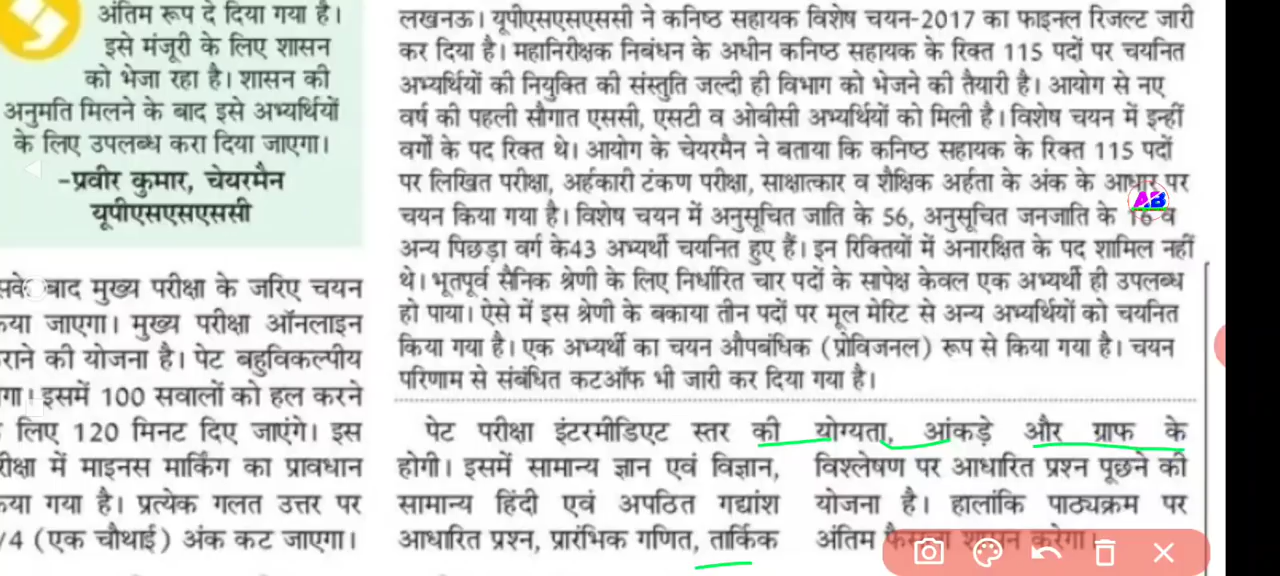 अंतिम रूप दे दिया गया है।
इसे मंजूरी के लिए शासन
को भेजा रहा है। शासन की
अनुमति मिलने के बाद इसे अभ्यर्थियों
के लिए उपलब्ध करा दिया जाएगा।
-प्रवीर कुमार, चेयरमैन
यूपीएसएसएससी
बाद मुख्य परीक्षा के जरिए चयन
जाएगा। मुख्य परीक्षा ऑनलाइन
की योजना है। पेट बहुविकल्पीय
इसमें 100 सवालों को हल करने
लिए 120 मिनट दिए जाएंगे। इस
में माइनस मार्किंग का प्रावधान
गया है। प्रत्येक गलत उत्तर पर
/4 (एक चौथाई) अंक कट जाएगा।
लखनऊ। यूपीएसएसएससी ने कनिष्ठ सहायक विशेष चयन-2017 का फाइनल रिजल्ट जारी
कर दिया है। महानिरीक्षक निबंधन के अधीन कनिष्ठ सहायक के रिक्त 115 पदों पर चयनित
अभ्यर्थियों की नियुक्ति की संस्तुति जल्दी ही विभाग को भेजने की तैयारी है। आयोग से नए
वर्ष की पहली सौगात एससी, एसटी व ओबीसी अभ्यर्थियों को मिली है। विशेष चयन में इन्हीं
वर्गों के पद रिक्त थे। आयोग के चेयरमैन ने बताया कि कनिष्ठ सहायक के रिक्त 115 पदों
पर लिखित परीक्षा, अर्हकारी टंकण परीक्षा, साक्षात्कार व शैक्षिक अर्हता के अंक के आधार पर
चयन किया गया है। विशेष चयन में अनुसूचित जाति के 56, अनुसूचित जनजाति के 16 व
अन्य पिछड़ा वर्ग के43 अभ्यर्थी चयनित हुए हैं। इन रिक्तियों में अनारक्षित के पद शामिल नहीं
थे। भूतपूर्व सैनिक श्रेणी के लिए निर्धारित चार पदों के सापेक्ष केवल एक अभ्यर्थी ही उपलब्ध
हो पाया। ऐसे में इस श्रेणी के बकाया तीन पदों पर मूल मेरिट से अन्य अभ्यर्थियों को चयनित
किया गया है। एक अभ्यर्थी का चयन औपबंधिक (प्रोविजनल) रूप से किया गया है। चयन
परिणाम से संबंधित कटऑफ भी जारी कर दिया गया है।
पेट परीक्षा इंटरमीडिएट स्तर की
होगी। इसमें सामान्य ज्ञान एवं विज्ञान,
सामान्य हिंदी एवं अपठित गद्यांश
आधारित प्रश्न, प्रारंभिक गणित, तार्किक
योग्यता, आंकड़े और ग्राफ के
विश्लेषण पर आधारित प्रश्न पूछने की
योजना है। हालांकि पाठ्यक्रम पर
अंतिम फैसला शासन करेगा।
AB